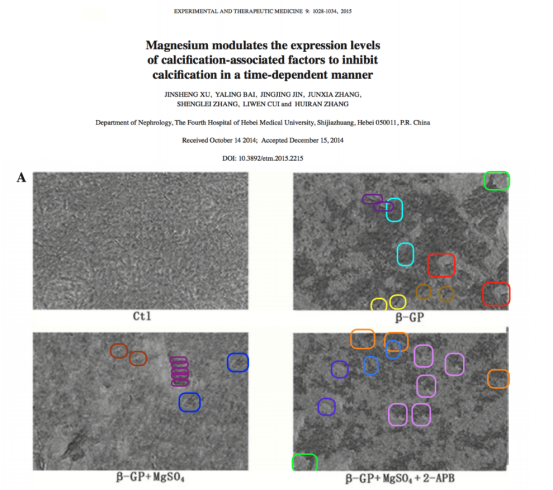 EXPERIMENTAL AND THERAPEUTIC MEDICINE 9: 1028-1034, 2015
Magnesium modulates the expression levels
of calcification-associated factors to inhibit
calcification in a time-dependent manner
JINSHENG XU, YALING BAI, JINGJING JIN, JUNXIA ZHANG,
SHENGLEI ZHANG, LIWEN CUI and HUIRAN ZHANG
Department of Nephrology, The Fourth Hospital of Hebei Medical University, Shijiazhuang, Hebei 050011, P.R. China
Received October 14 2014; Accepted December 15, 2014
DOI: 10.3892/etm.2015.2215
A
Ctl
β-GP
β-GP+MgSO₄
β-GP+MgSO₄+2-APB